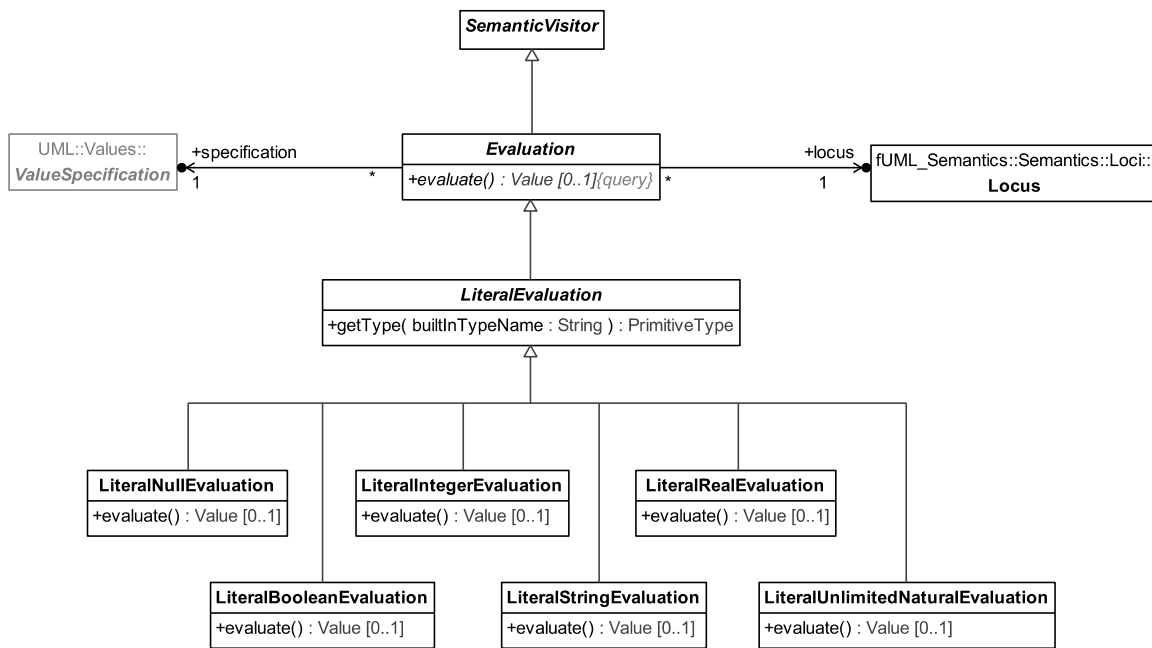 SemanticVisitor
UML::Values::
ValueSpecification
+specification
1
*
Evaluation
+evaluate() : Value [0..1]{query}
*
+locus
1
fUML_Semantics::Semantics::Loci::
Locus
LiteralEvaluation
+getType( builtInTypeName : String ) : PrimitiveType
LiteralNullEvaluation
+evaluate() : Value [0..1]
LiteralIntegerEvaluation
+evaluate() : Value [0..1]
LiteralRealEvaluation
+evaluate() : Value [0..1]
LiteralBooleanEvaluation
+evaluate() : Value [0..1]
LiteralStringEvaluation
+evaluate() : Value [0..1]
LiteralUnlimitedNaturalEvaluation
+evaluate() : Value [0..1]